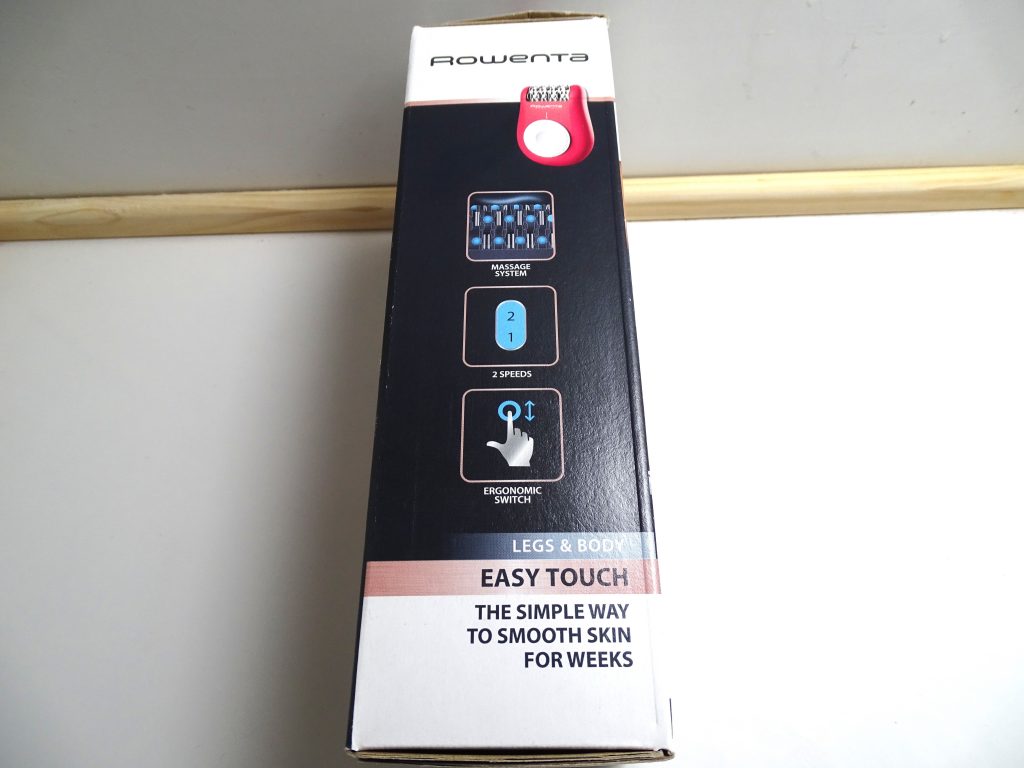 Rowenta
Rowenta
MASSAGE
SYSTEM
2
1
2 SPEEDS
ERGONOMIC
SWITCH
LEGS & BODY
EASY TOUCH
THE SIMPLE WAY
TO SMOOTH SKIN
FOR WEEKS